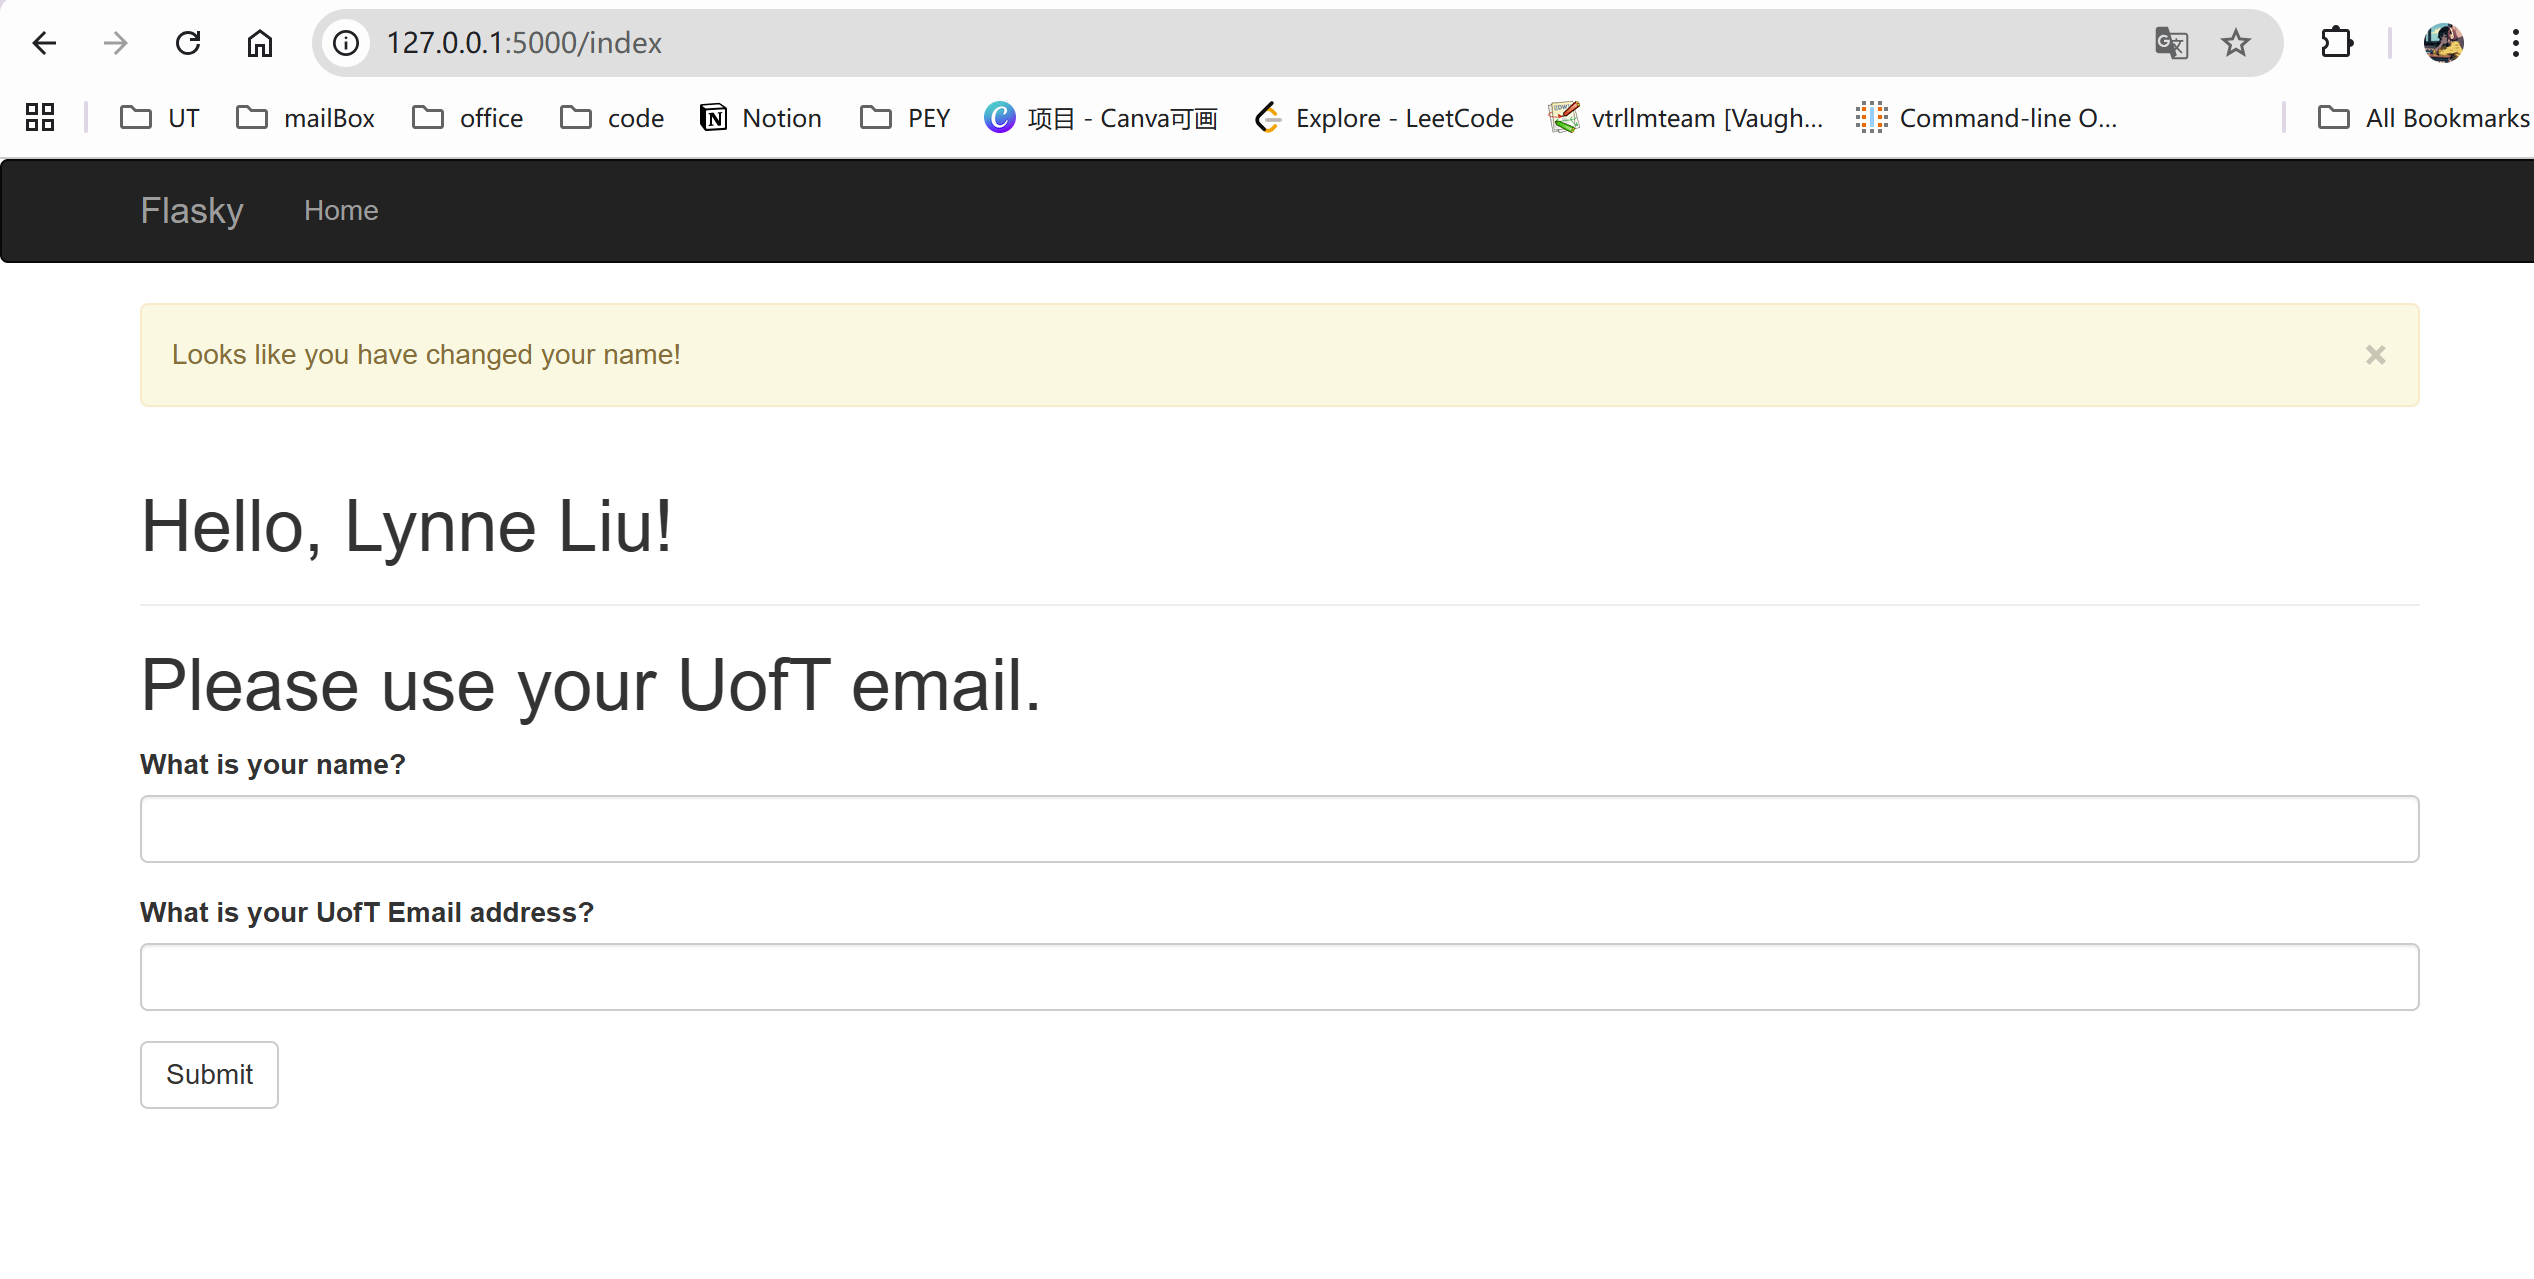 127.0.0.1:5000/index
UT mailBox office code Notion PEY 项目 - Canva可画 Explore - LeetCode vtrllmteam [Vaugh... Command-line O... All Bookmarks
Flasky Home
Looks like you have changed your name! ×
Hello, Lynne Liu!
Please use your UofT email.
What is your name?
What is your UofT Email address?
Submit